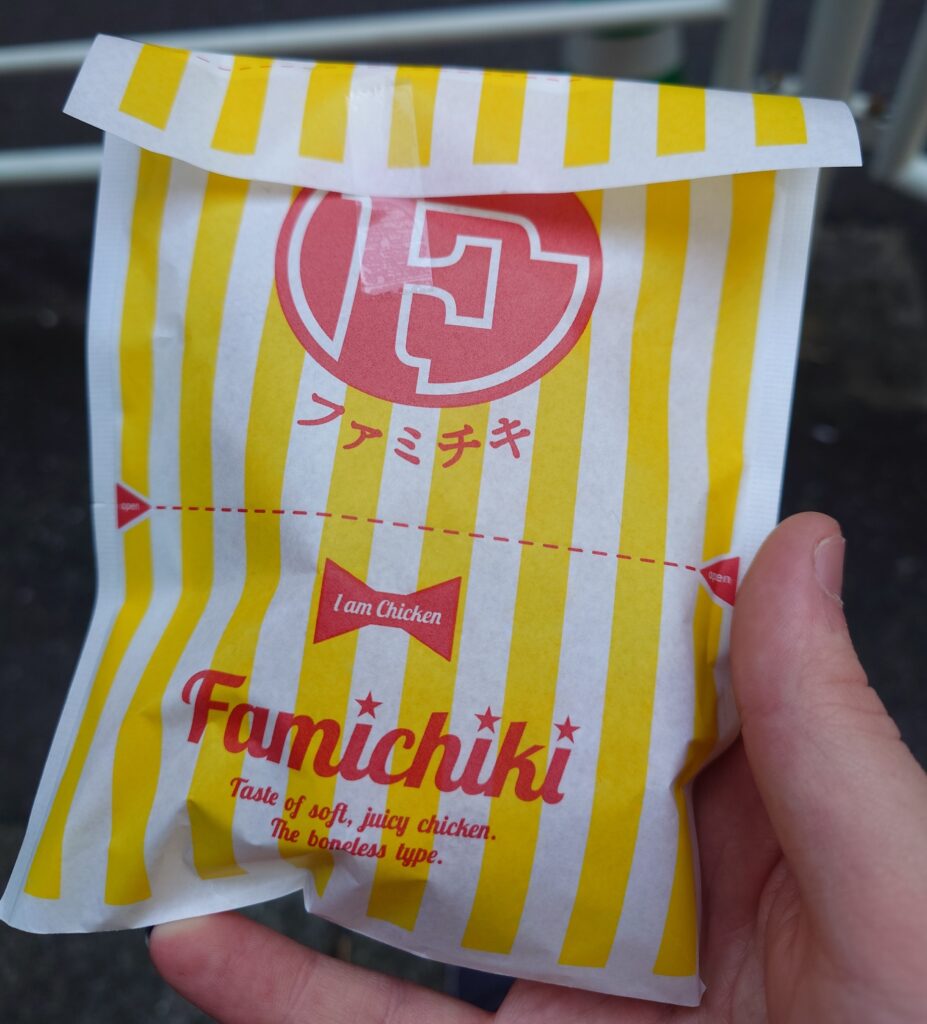 ファミチキ
open
open
I am Chicken
Famichiki
Taste of soft, juicy chicken.
The boneless type.